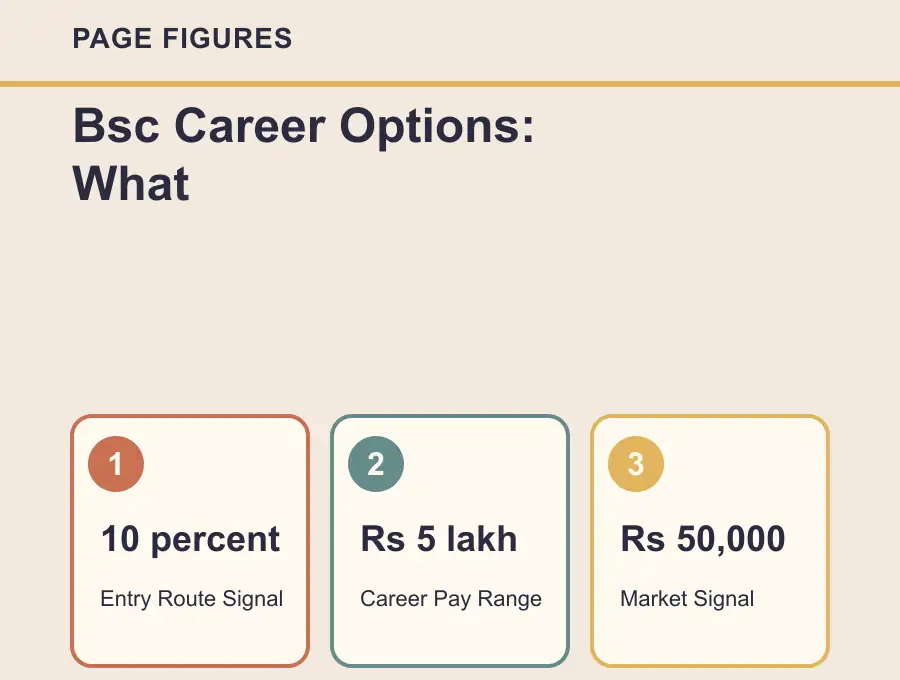 PAGE FIGURES
Bsc Career Options:
What
1
10 percent
Entry Route Signal
2
Rs 5 lakh
Career Pay Range
3
Rs 50,000
Market Signal